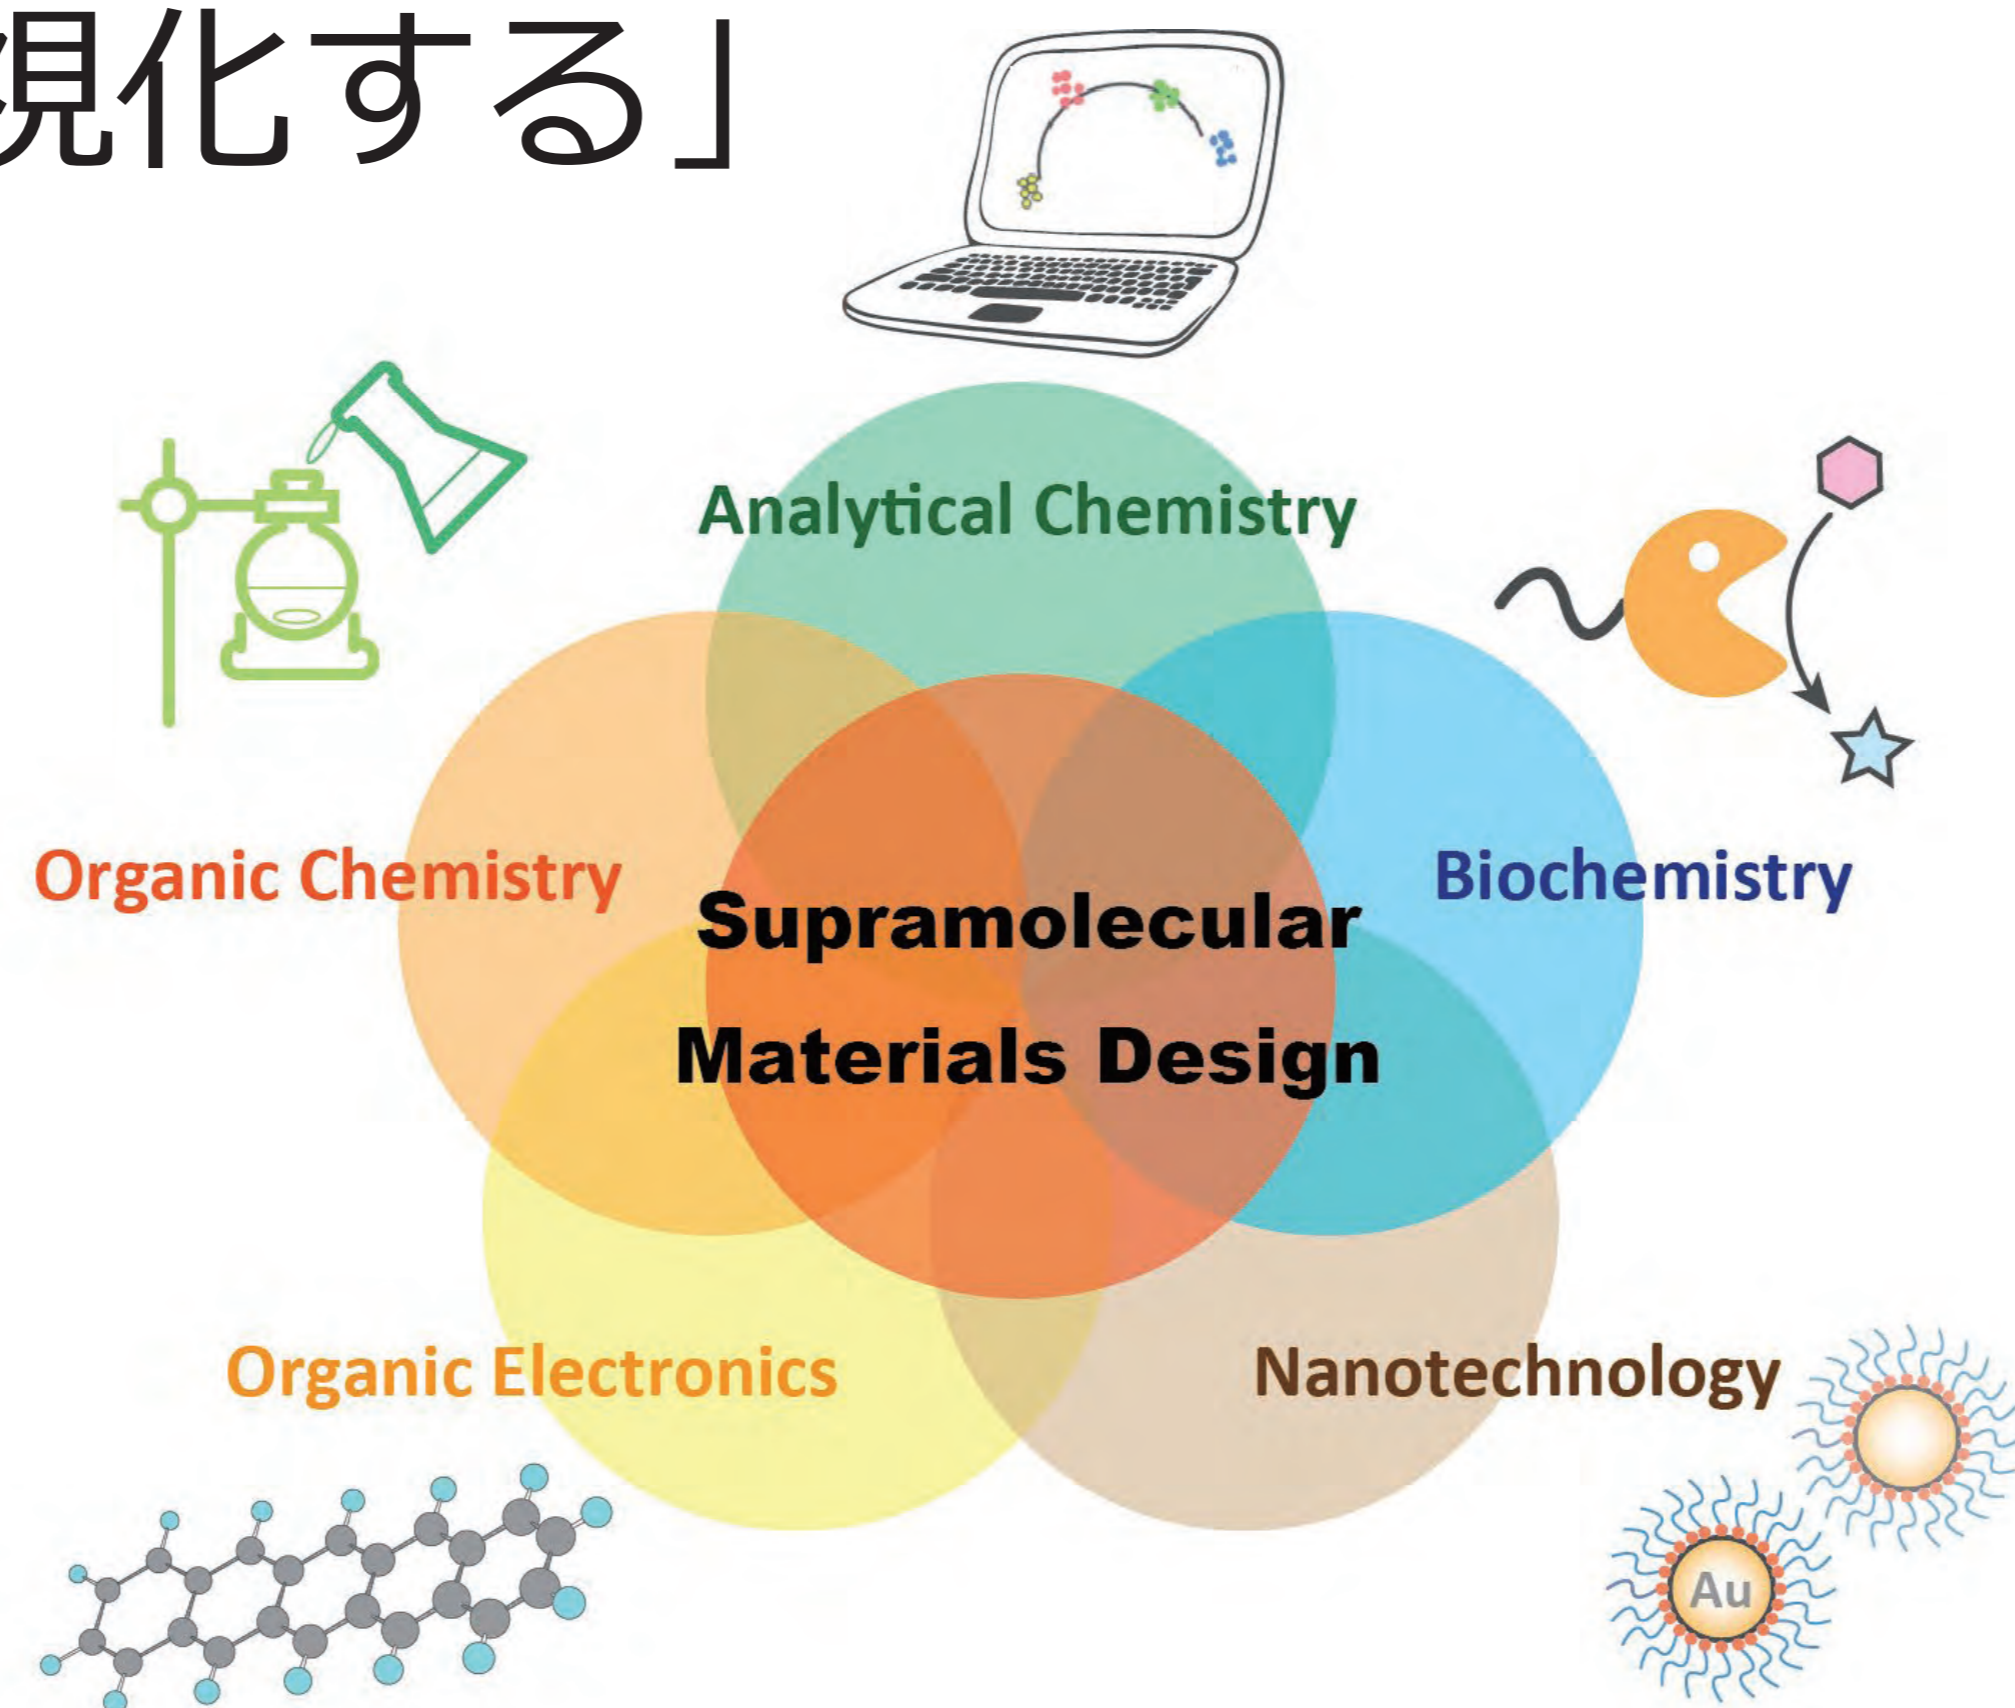 視化する」
Analytical Chemistry
Organic Chemistry
Biochemistry
Supramolecular
Materials Design
Organic Electronics
Nanotechnology
Au